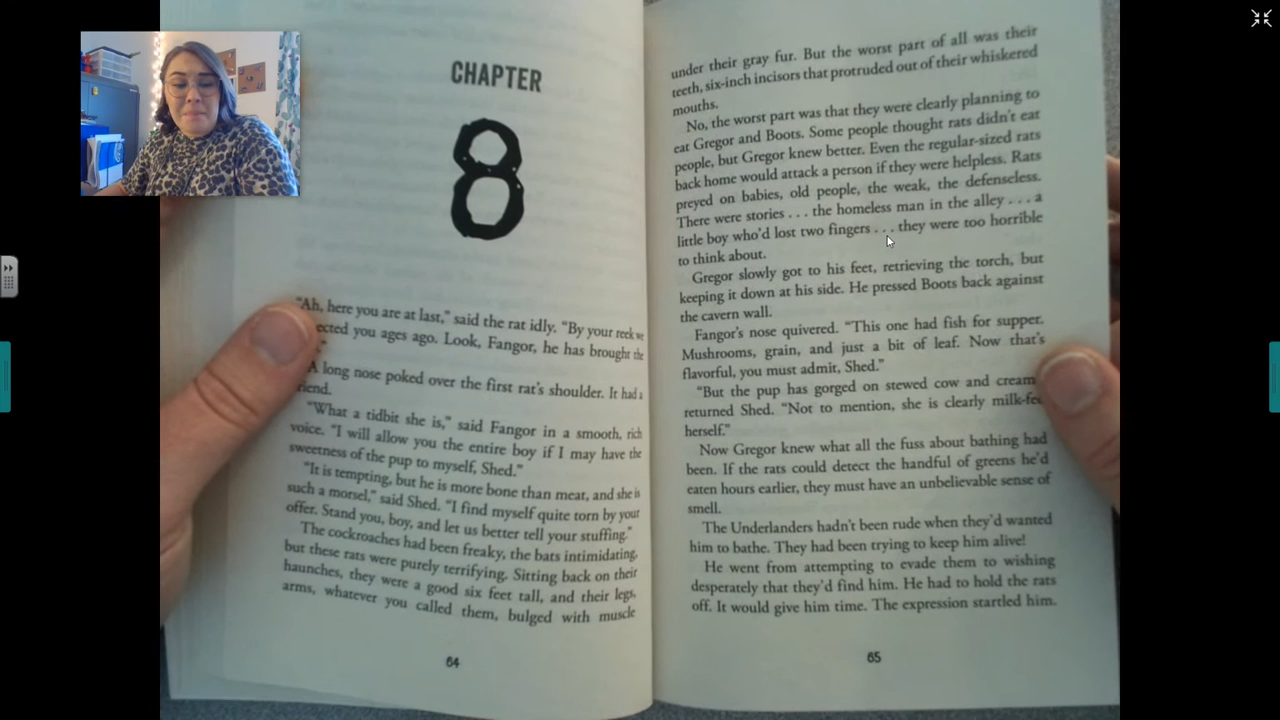 CHAPTER
8
"Ah, here you are at last," said the rat idly. "By your reek we
ected you ages ago. Look, Fangor, he has brought the
A long nose poked over the first rat's shoulder. It had a
friend.
"What a tidbit she is," said Fangor in a smooth, rich
voice. "I will allow you the entire boy if I may have the
sweetness of the pup to myself, Shed."
"It is tempting, but he is more bone than meat, and she is
such a morsel," said Shed. "I find myself quite torn by your
offer. Stand you, boy, and let us better tell your stuffing."
The cockroaches had been freaky, the bats intimidating,
but these rats were purely terrifying. Sitting back on their
haunches, they were a good six feet tall, and their legs,
arms, whatever you called them, bulged with muscle
64
under their gray fur. But the worst part of all was their
teeth, six-inch incisors that protruded out of their whiskered
mouths.
No, the worst part was that they were clearly planning to
eat Gregor and Boots. Some people thought rats didn't eat
people, but Gregor knew better. Even the regular-sized rats
back home would attack a person if they were helpless. Rats
preyed on babies, old people, the weak, the defenseless.
There were stories . . . the homeless man in the alley . . . a
little boy who'd lost two fingers . . . they were too horrible
to think about.
Gregor slowly got to his feet, retrieving the torch, but
keeping it down at his side. He pressed Boots back against
the cavern wall.
Fangor's nose quivered. "This one had fish for supper.
Mushrooms, grain, and just a bit of leaf. Now that's
flavorful, you must admit, Shed."
"But the pup has gorged on stewed cow and cream
returned Shed. "Not to mention, she is clearly milk-fed
herself."
Now Gregor knew what all the fuss about bathing had
been. If the rats could detect the handful of greens he'd
eaten hours earlier, they must have an unbelievable sense of
smell.
The Underlanders hadn't been rude when they'd wanted
him to bathe. They had been trying to keep him alive!
He went from attempting to evade them to wishing
desperately that they'd find him. He had to hold the rats
off. It would give him time. The expression startled him.
65